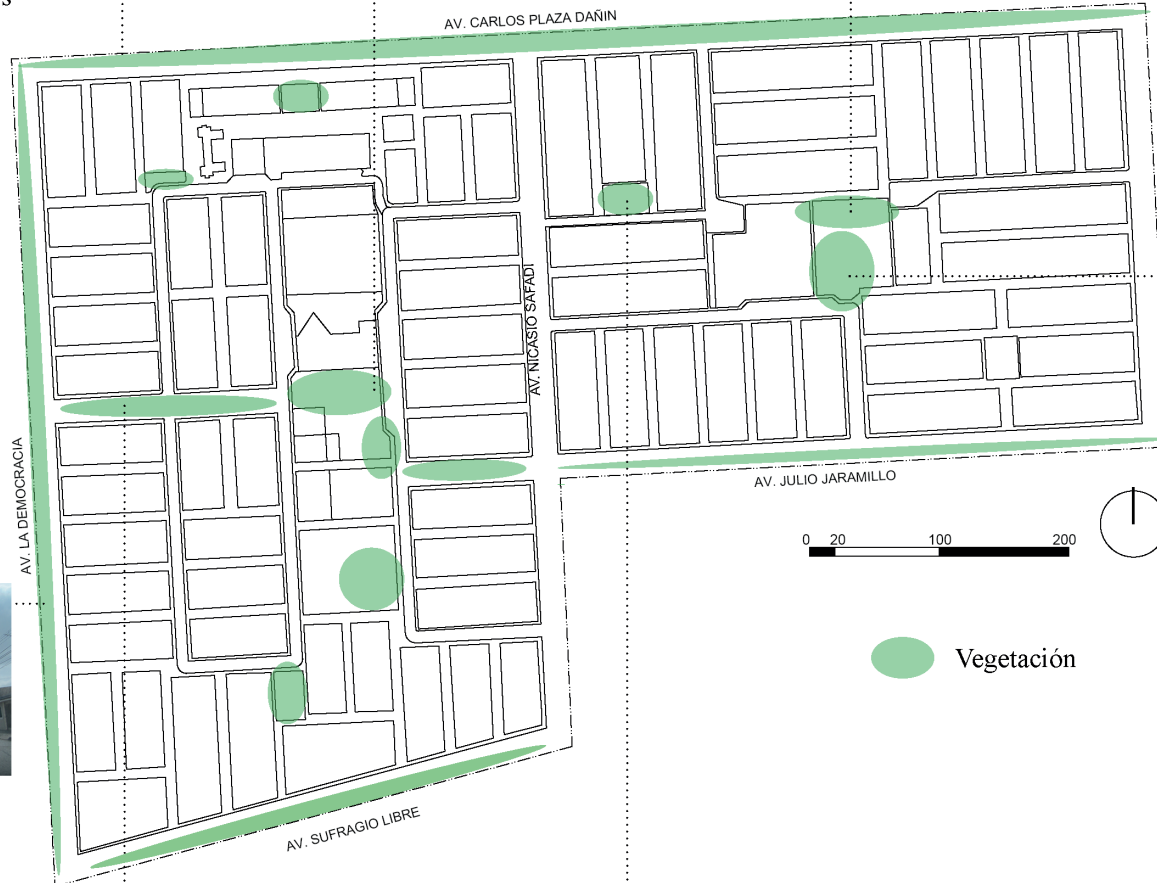 s
AV. CARLOS PLAZA DAÑIN
AV. NICASIO SAFADI
AV. LA DEMOCRACIA
AV. JULIO JARAMILLO
0 20 100 200
Vegetación
AV. SUFRAGIO LIBRE